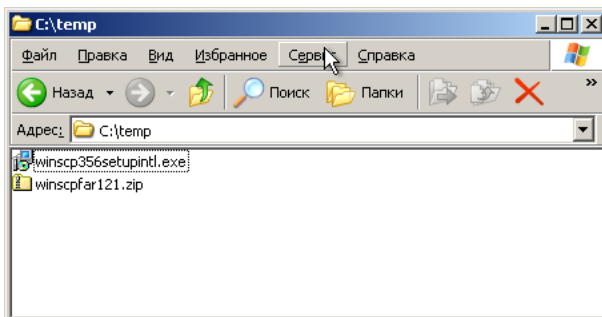 C:\temp
Файл Правка Вид Избранное Сервис Справка
Назад Поиск Папки »
Адрес: C:\temp
winscp356setupintl.exe
winscpfar121.zip